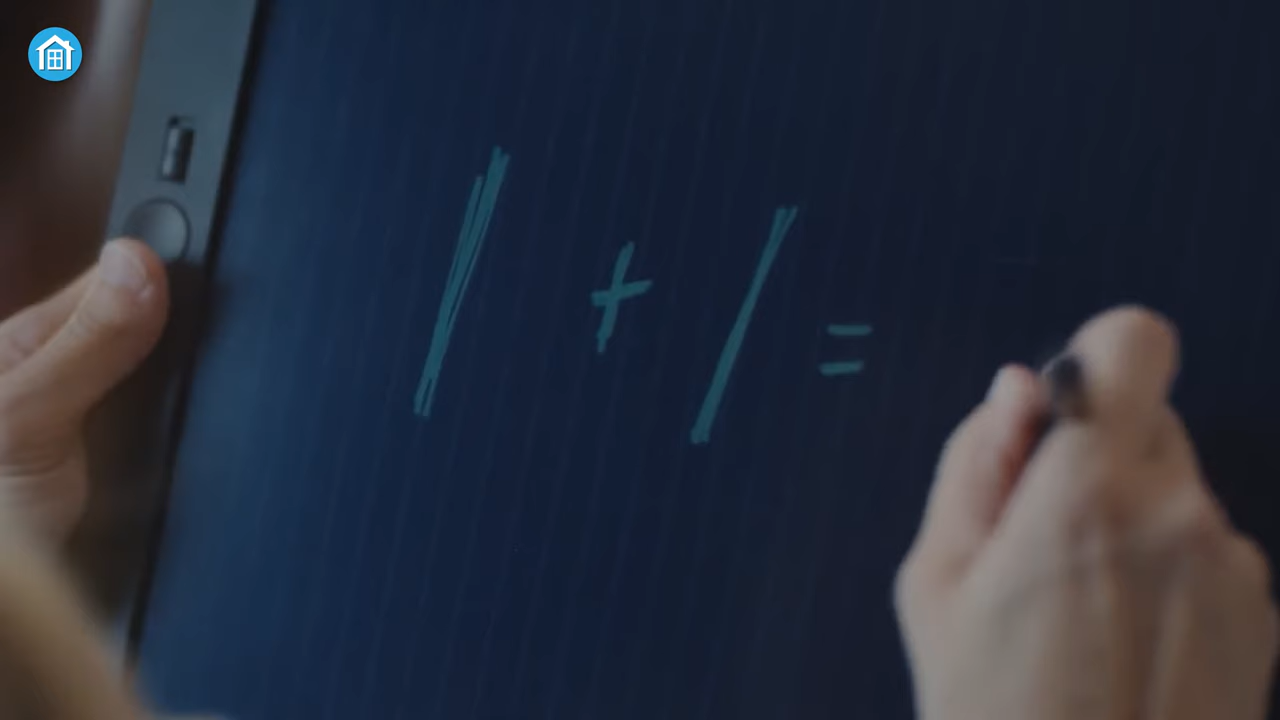 1 + 1 =